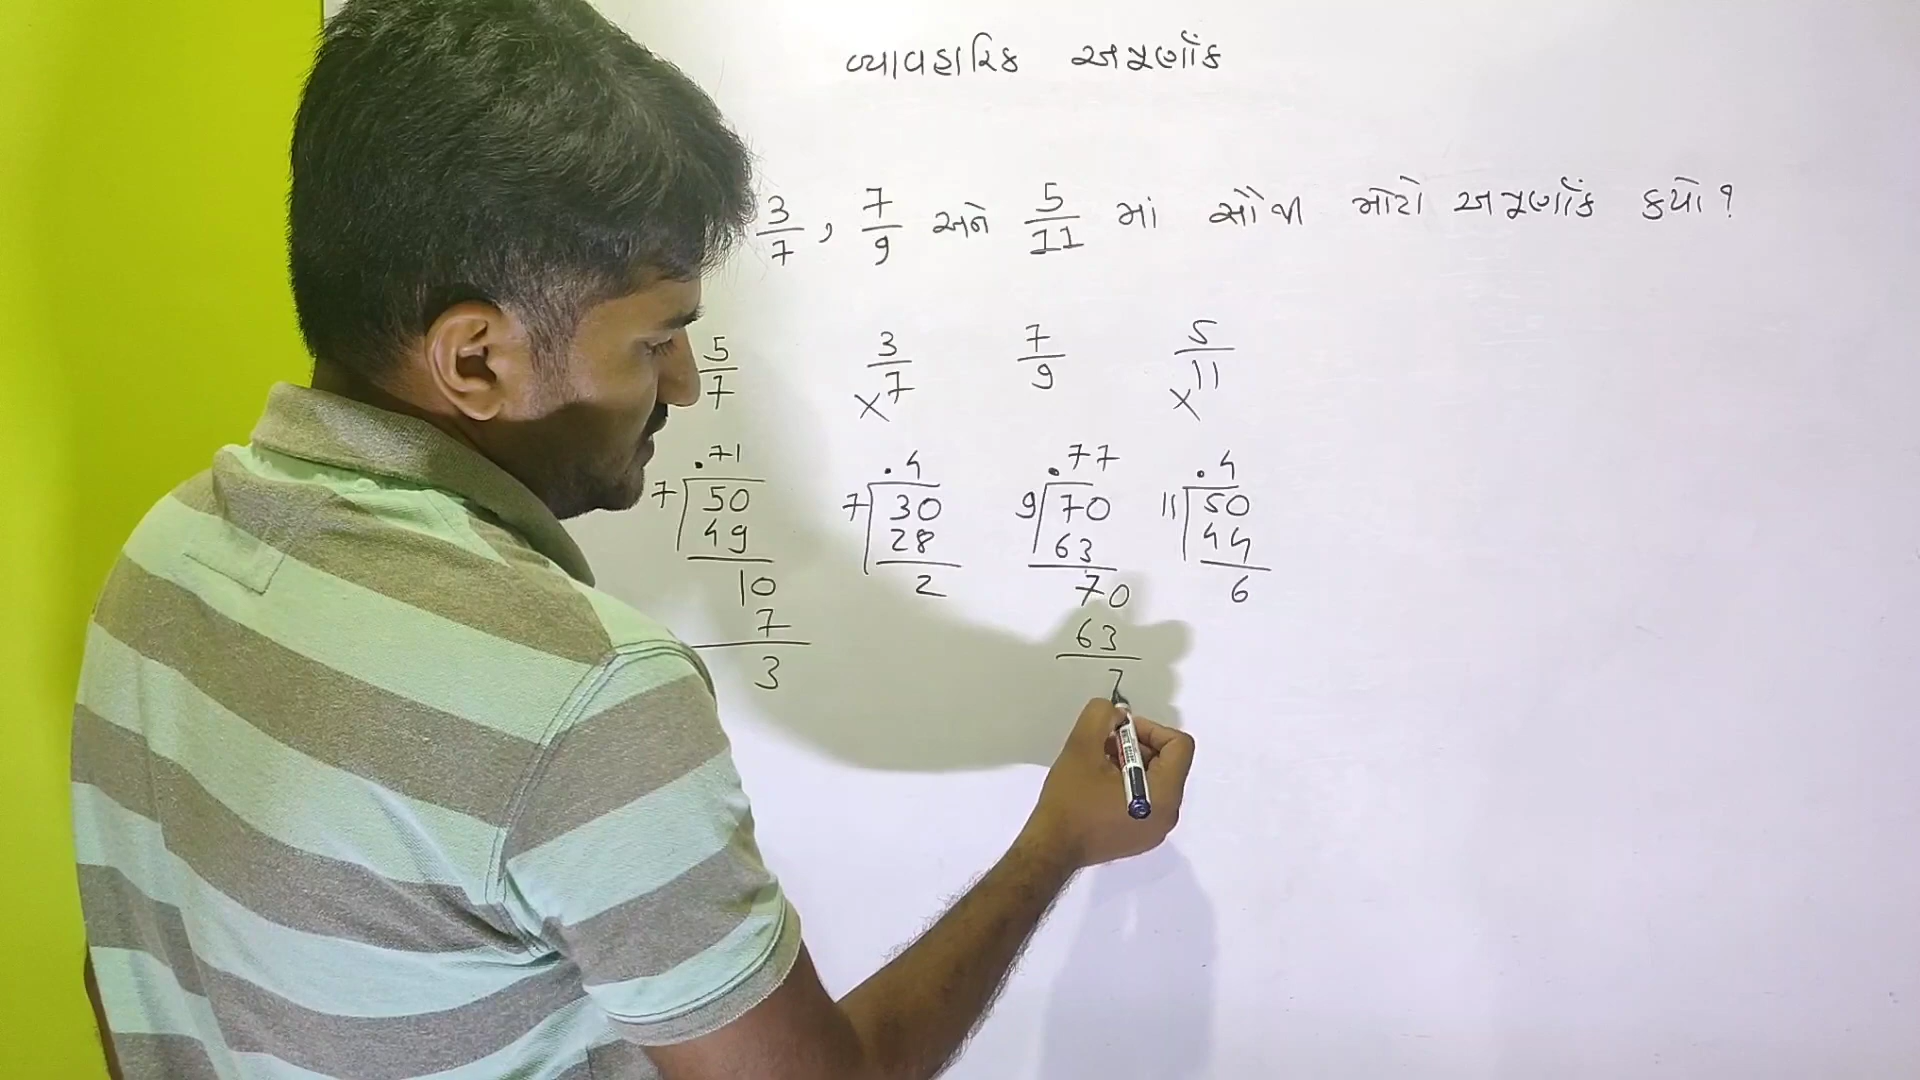 વ્યાવહારિક અપૂર્ણાંક
3/7 , 7/9 અને 5/11 માં સૌથી મોટો અપૂર્ણાંક કયો ?
5/7 3/7 7/9 5/11
× ×
.71 .4 .77 .4
7 50 7 30 9 70 11 50
49 28 63 44
10 2 70 6
7 63
3 7